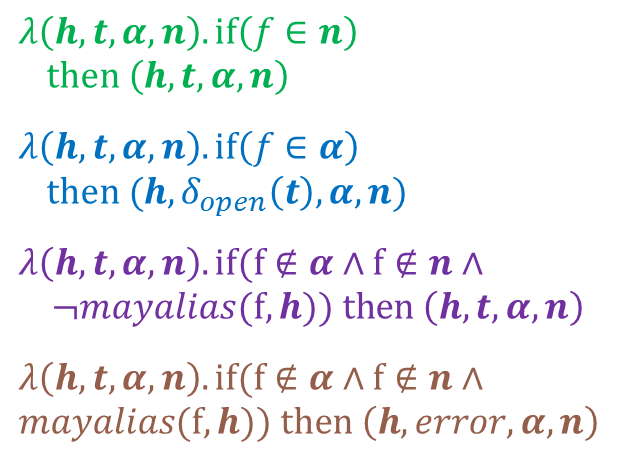 λ(h, t, α, n). if(f ∈ n)
then (h, t, α, n)
λ(h, t, α, n). if(f ∈ α)
then (h, δ_open(t), α, n)
λ(h, t, α, n). if(f ∉ α ∧ f ∉ n ∧
¬mayalias(f, h)) then (h, t, α, n)
λ(h, t, α, n). if(f ∉ α ∧ f ∉ n ∧
mayalias(f, h)) then (h, error, α, n)